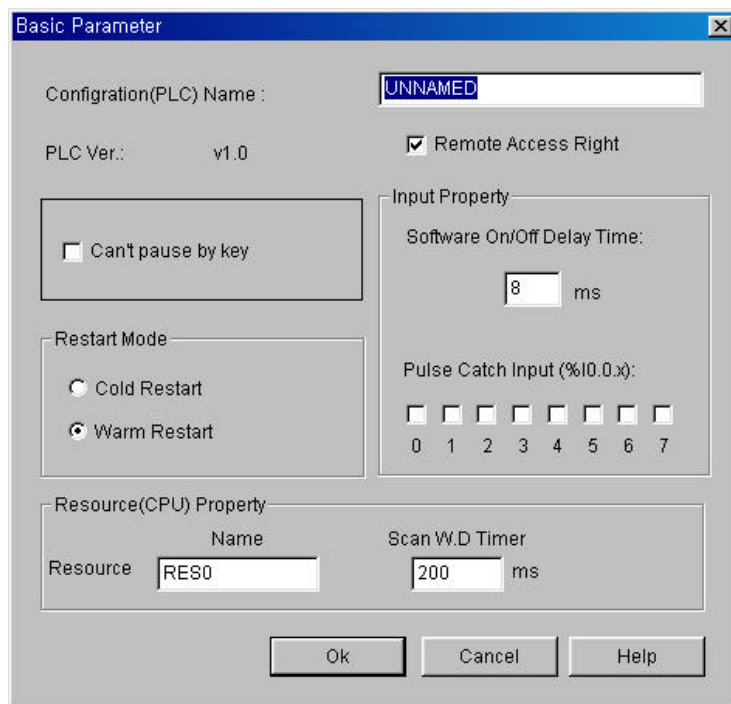 Basic Parameter
Configration(PLC) Name :
UNNAMED
PLC Ver.: v1.0
Remote Access Right
Can't pause by key
Input Property
Software On/Off Delay Time:
8 ms
Restart Mode
Cold Restart
Warm Restart
Pulse Catch Input (%I0.0.x):
0 1 2 3 4 5 6 7
Resource(CPU) Property
Name Scan W.D Timer
Resource RES0 200 ms
Ok Cancel Help